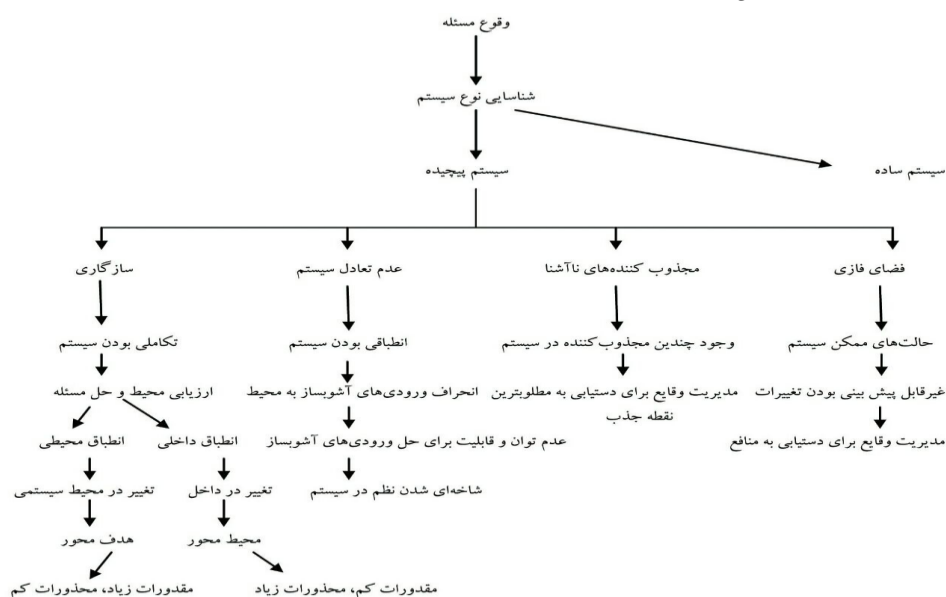 وقوع مسئله
شناسایی نوع سیستم
سیستم ساده
سیستم پیچیده
فضای فازی
مجذوب کننده‌های ناآشنا
عدم تعادل سیستم
سازگاری
حالت‌های ممکن سیستم
وجود چندین مجذوب‌کننده در سیستم
انطباقی بودن سیستم
تکاملی بودن سیستم
غیرقابل پیش بینی بودن تغییرات
مدیریت وقایع برای دستیابی به مطلوبترین
نقطه جذب
انحراف ورودی‌های آشوبساز به محیط
ارزیابی محیط و حل مسئله
مدیریت وقایع برای دستیابی به منافع
عدم توان و قابلیت برای حل ورودی‌های آشوبساز
انطباق داخلی
انطباق محیطی
شاخه‌ای شدن نظم در سیستم
تغییر در داخل
تغییر در محیط سیستمی
محیط محور
هدف محور
مقدورات کم، محذورات زیاد
مقدورات زیاد، محذورات کم